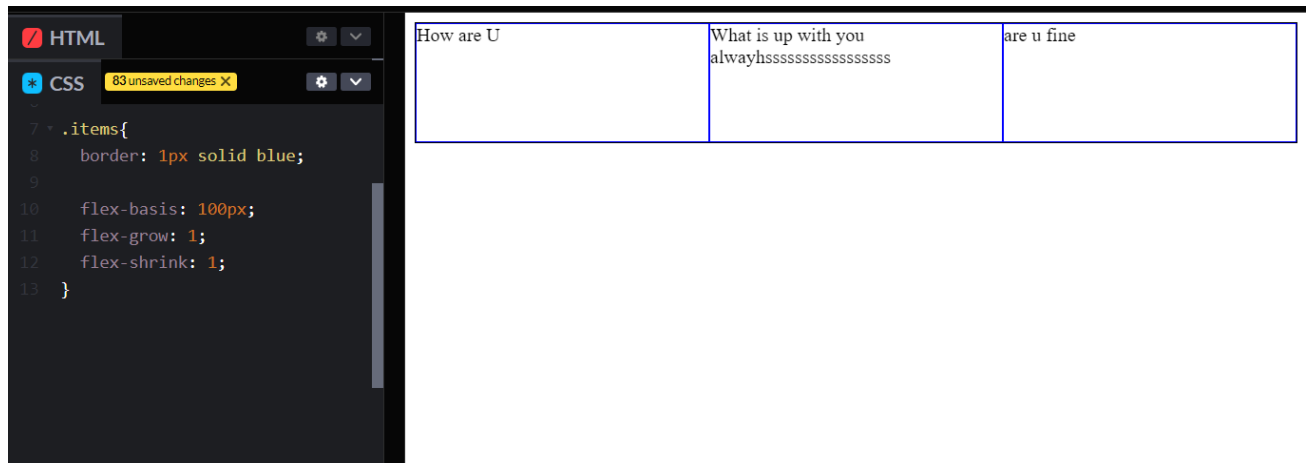 HTML
CSS
83 unsaved changes X
7 .items{
8 border: 1px solid blue;
9
10 flex-basis: 100px;
11 flex-grow: 1;
12 flex-shrink: 1;
13 }
How are U
What is up with you
alwayhsssssssssssssssss
are u fine